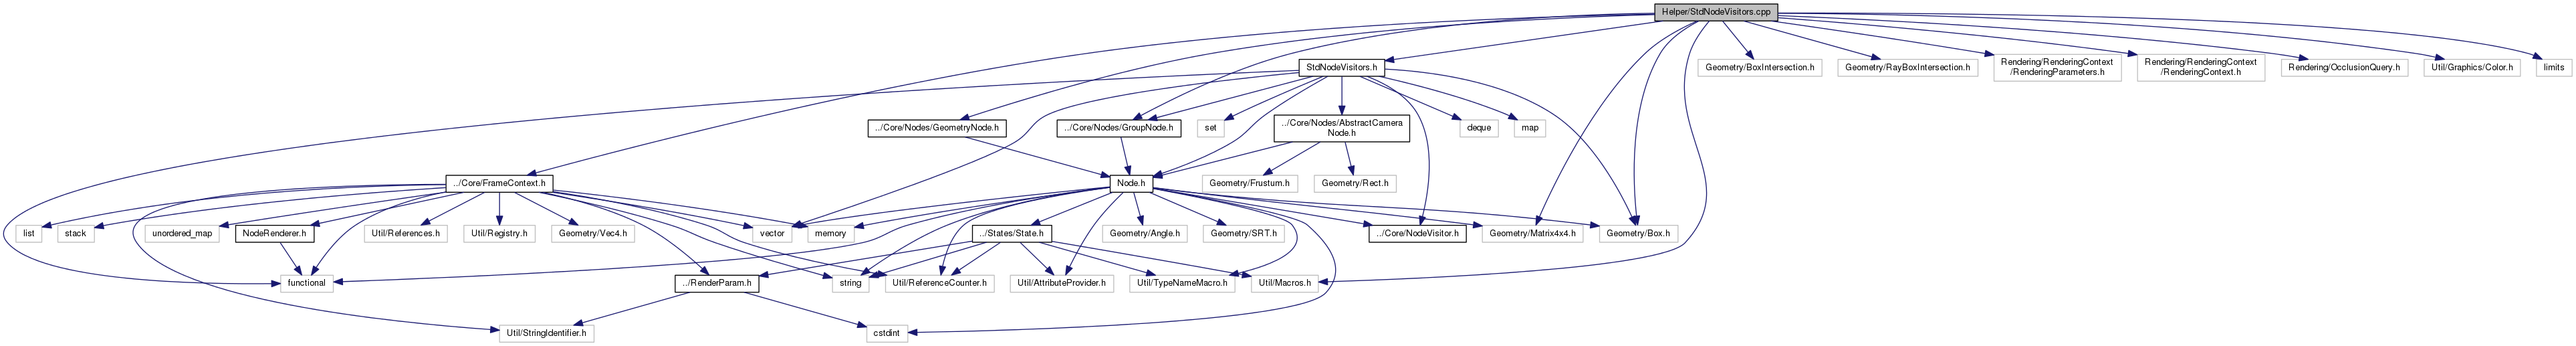 Helper/StdNodeVisitors.cpp
StdNodeVisitors.h
Geometry/BoxIntersection.h
Geometry/RayBoxIntersection.h
Rendering/RenderingContext
/RenderingParameters.h
Rendering/RenderingContext
/RenderingContext.h
Rendering/OcclusionQuery.h
Util/Graphics/Color.h
limits
../Core/Nodes/GeometryNode.h
../Core/Nodes/GroupNode.h
set
../Core/Nodes/AbstractCamera
Node.h
deque
map
../Core/FrameContext.h
Node.h
Geometry/Frustum.h
Geometry/Rect.h
list
stack
unordered_map
NodeRenderer.h
Util/References.h
Util/Registry.h
Geometry/Vec4.h
vector
memory
../States/State.h
Geometry/Angle.h
Geometry/SRT.h
../Core/NodeVisitor.h
Geometry/Matrix4x4.h
Geometry/Box.h
functional
../RenderParam.h
string
Util/ReferenceCounter.h
Util/AttributeProvider.h
Util/TypeNameMacro.h
Util/Macros.h
Util/StringIdentifier.h
cstdint